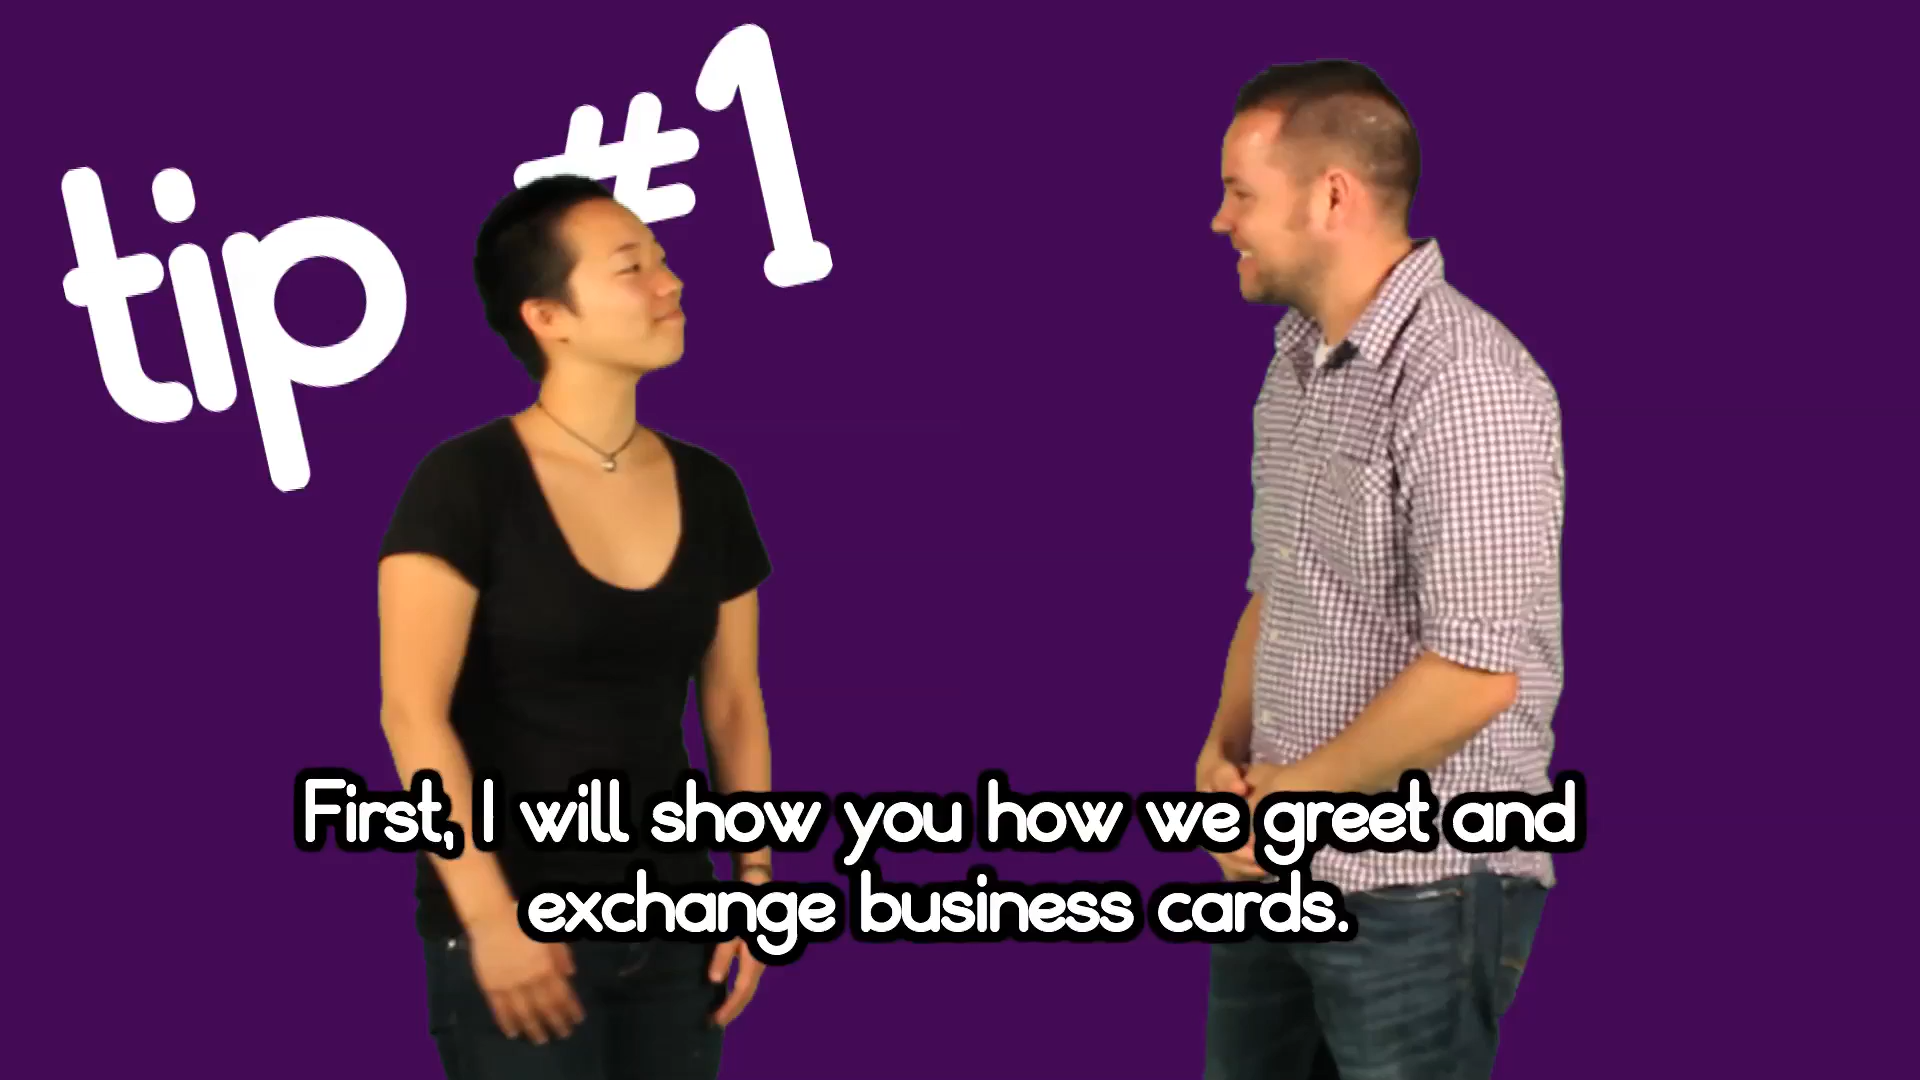 tip #1
First, I will show you how we greet and
exchange business cards.